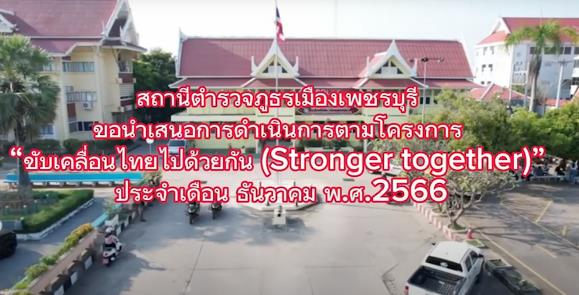 สถานีตำรวจภูธรเมืองเพชรบุรี
ขอนำเสนอการดำเนินการตามโครงการ
“ขับเคลื่อนไทยไปด้วยกัน (Stronger together)”
ประจำเดือน ธันวาคม พ.ศ.2566